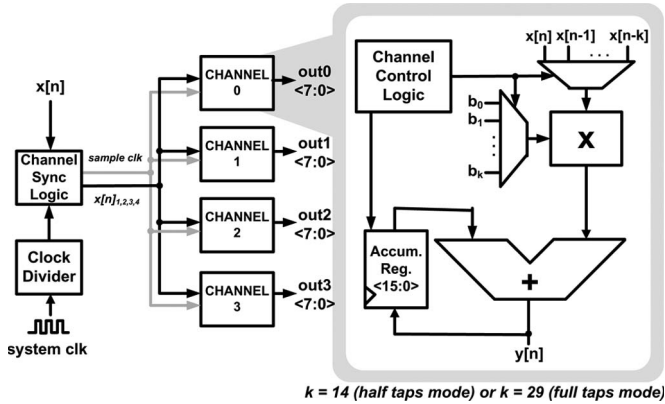 x[n]
Channel
Sync
Logic
Clock
Divider
system clk
sample clk
x[n]1,2,3,4
CHANNEL
0
out0
<7:0>
CHANNEL
1
out1
<7:0>
CHANNEL
2
out2
<7:0>
CHANNEL
3
out3
<7:0>
Channel
Control
Logic
x[n] x[n-1] . . . x[n-k]
b0
b1
bk
X
Accum.
Reg.
<15:0>
+
y[n]
k = 14 (half taps mode) or k = 29 (full taps mode)